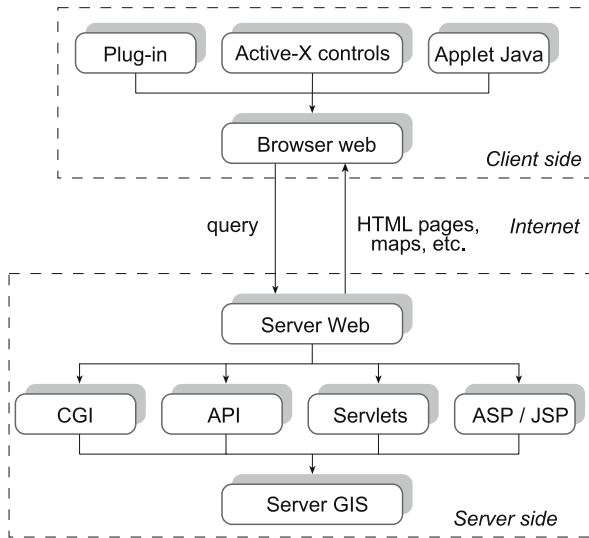 Plug-in
Active-X controls
Applet Java
Browser web
Client side
query
HTML pages,
maps, etc.
Internet
Server Web
CGI
API
Servlets
ASP / JSP
Server GIS
Server side